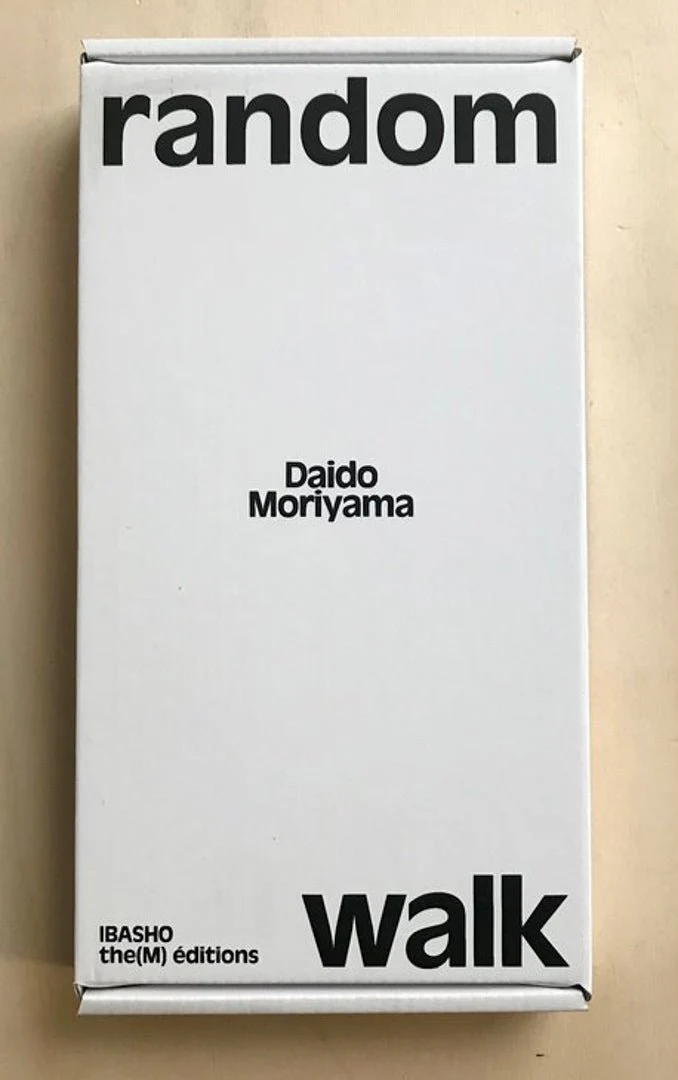 random
Daido
Moriyama
IBASHO
the(M) éditions
walk